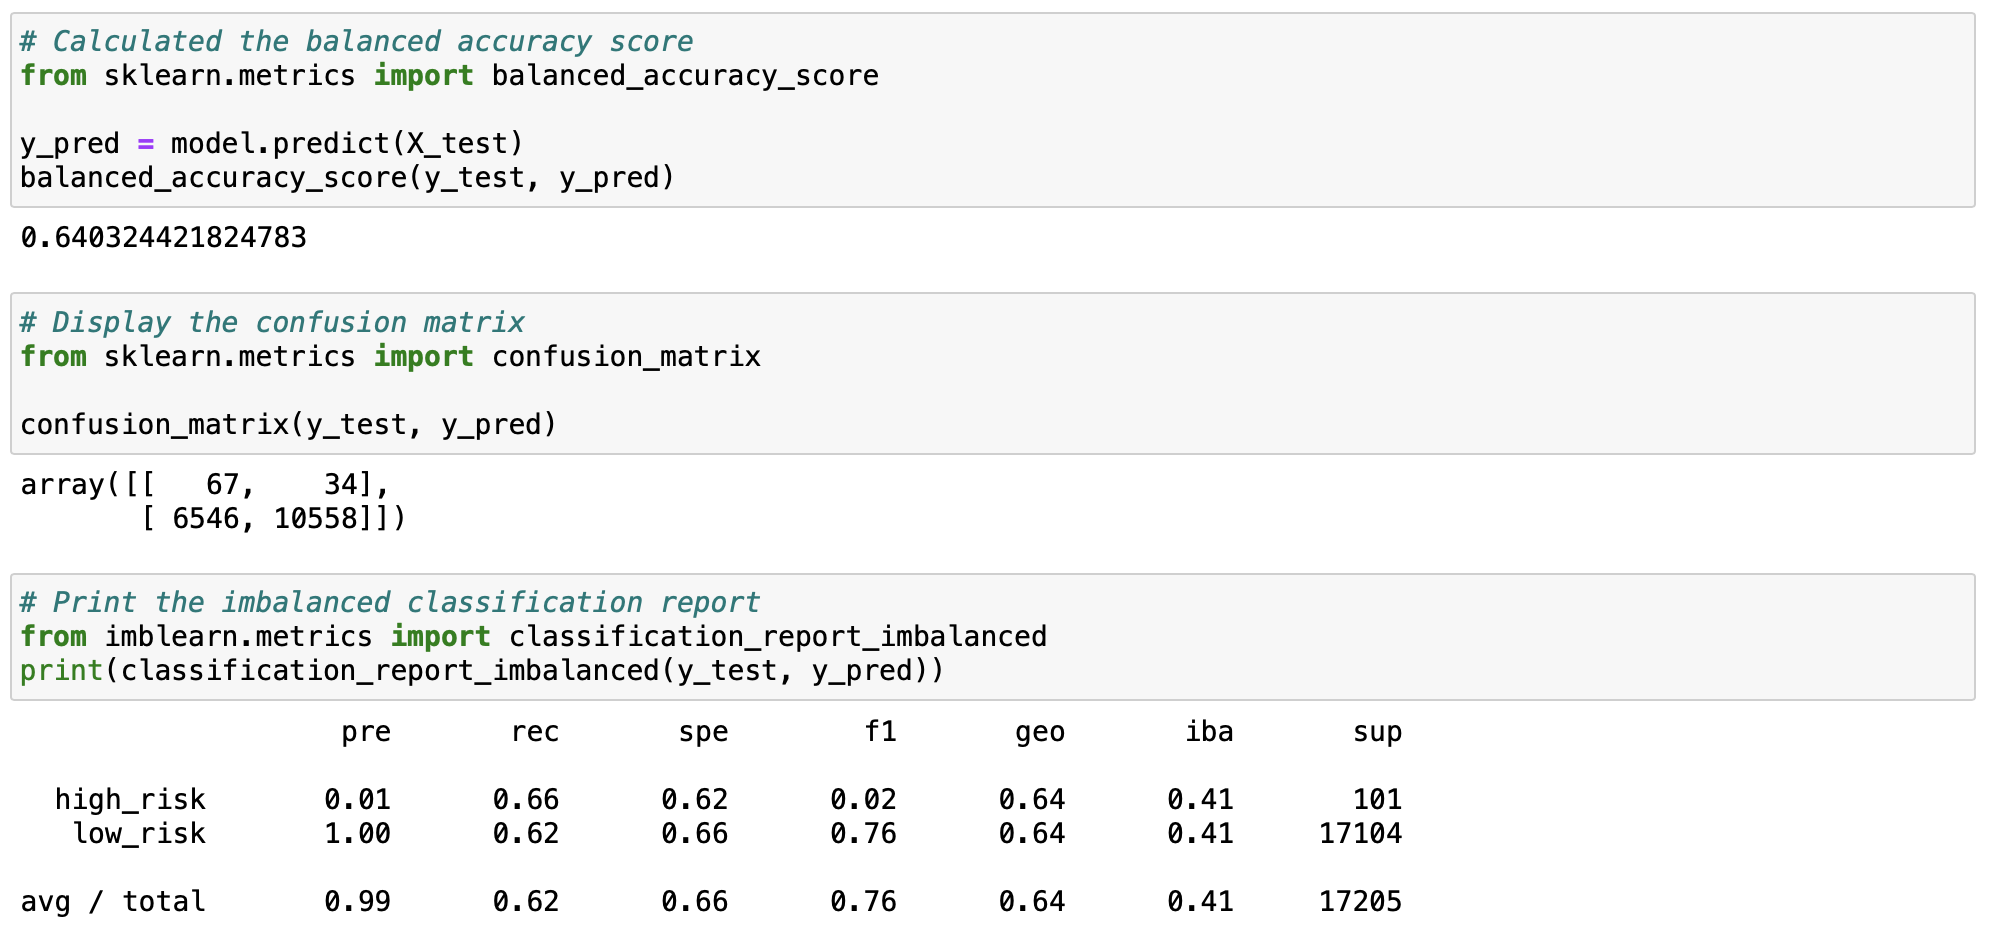 # Calculated the balanced accuracy score
from sklearn.metrics import balanced_accuracy_score
y_pred = model.predict(X_test)
balanced_accuracy_score(y_test, y_pred)
0.640324421824783
# Display the confusion matrix
from sklearn.metrics import confusion_matrix
confusion_matrix(y_test, y_pred)
array([[   67,    34],
       [ 6546, 10558]])
# Print the imbalanced classification report
from imblearn.metrics import classification_report_imbalanced
print(classification_report_imbalanced(y_test, y_pred))
                   pre       rec       spe        f1       geo       iba       sup
  high_risk       0.01      0.66      0.62      0.02      0.64      0.41       101
   low_risk       1.00      0.62      0.66      0.76      0.64      0.41     17104
avg / total       0.99      0.62      0.66      0.76      0.64      0.41     17205